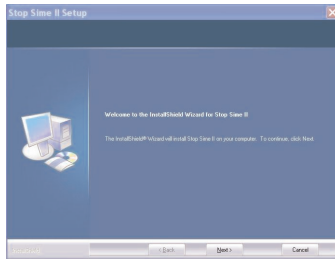 Stop Sime II Setup
Welcome to the InstallShield Wizard for Stop Sime II
The InstallShield® Wizard will install Stop Sime II on your computer. To continue, click Next.
InstallShield
< Back
Next >
Cancel